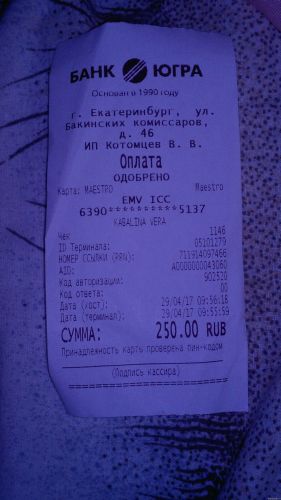 БАНК ЮГРА
Основан в 1990 году
г. Екатеринбург, ул.
Бакинских комиссаров,
д. 46
ИП Котомцев В. В.
Оплата
ОДОБРЕНО
Карта: MAESTRO Maestro
EMV ICC
6390**********5137
KABALINA VERA
Чек 1146
ID Терминала: 05101279
НОМЕР ССЫЛКИ (РРН): 711914097466
AID: A0000000043060
Код авторизации: 902520
Код ответа: 00
Дата (хост): 29/04/17 09:56:18
Дата (терминал): 29/04/17 09:55:59
СУММА: 250.00 RUB
Принадлежность карты проверена пин-кодом
(Подпись кассира)